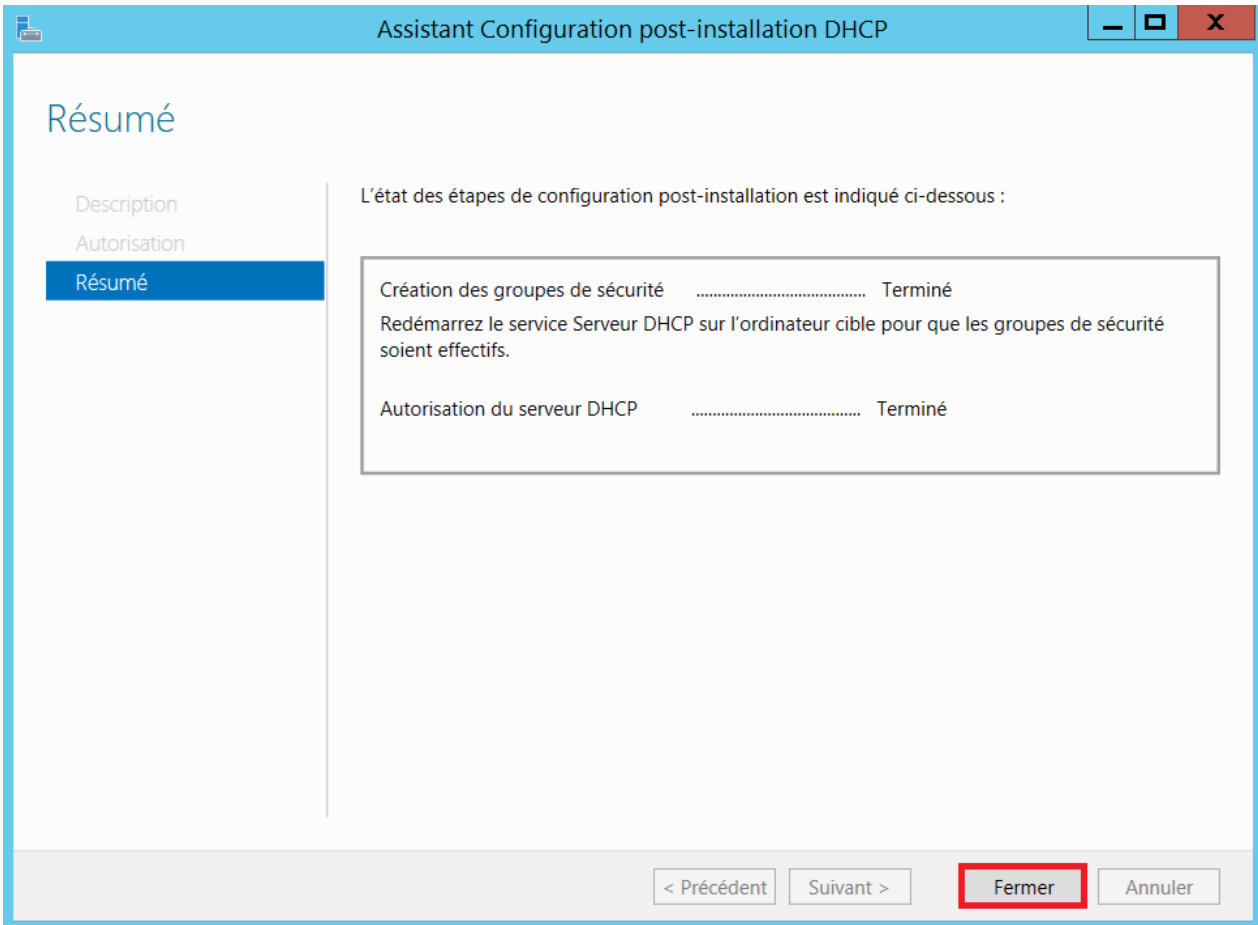 Assistant Configuration post-installation DHCP
Résumé
Description
Autorisation
Résumé
L'état des étapes de configuration post-installation est indiqué ci-dessous :
Création des groupes de sécurité ....................................... Terminé
Redémarrez le service Serveur DHCP sur l'ordinateur cible pour que les groupes de sécurité
soient effectifs.
Autorisation du serveur DHCP ....................................... Terminé
< Précédent
Suivant >
Fermer
Annuler